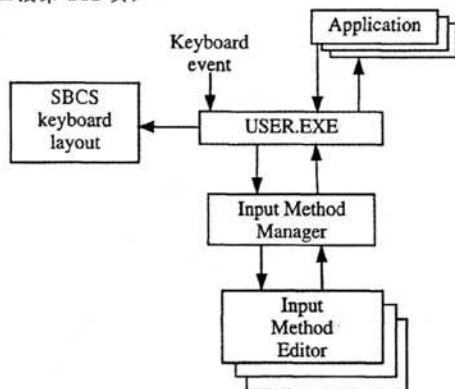 Application
Keyboard
event
SBCS
keyboard
layout
USER.EXE
Input Method
Manager
Input
Method
Editor